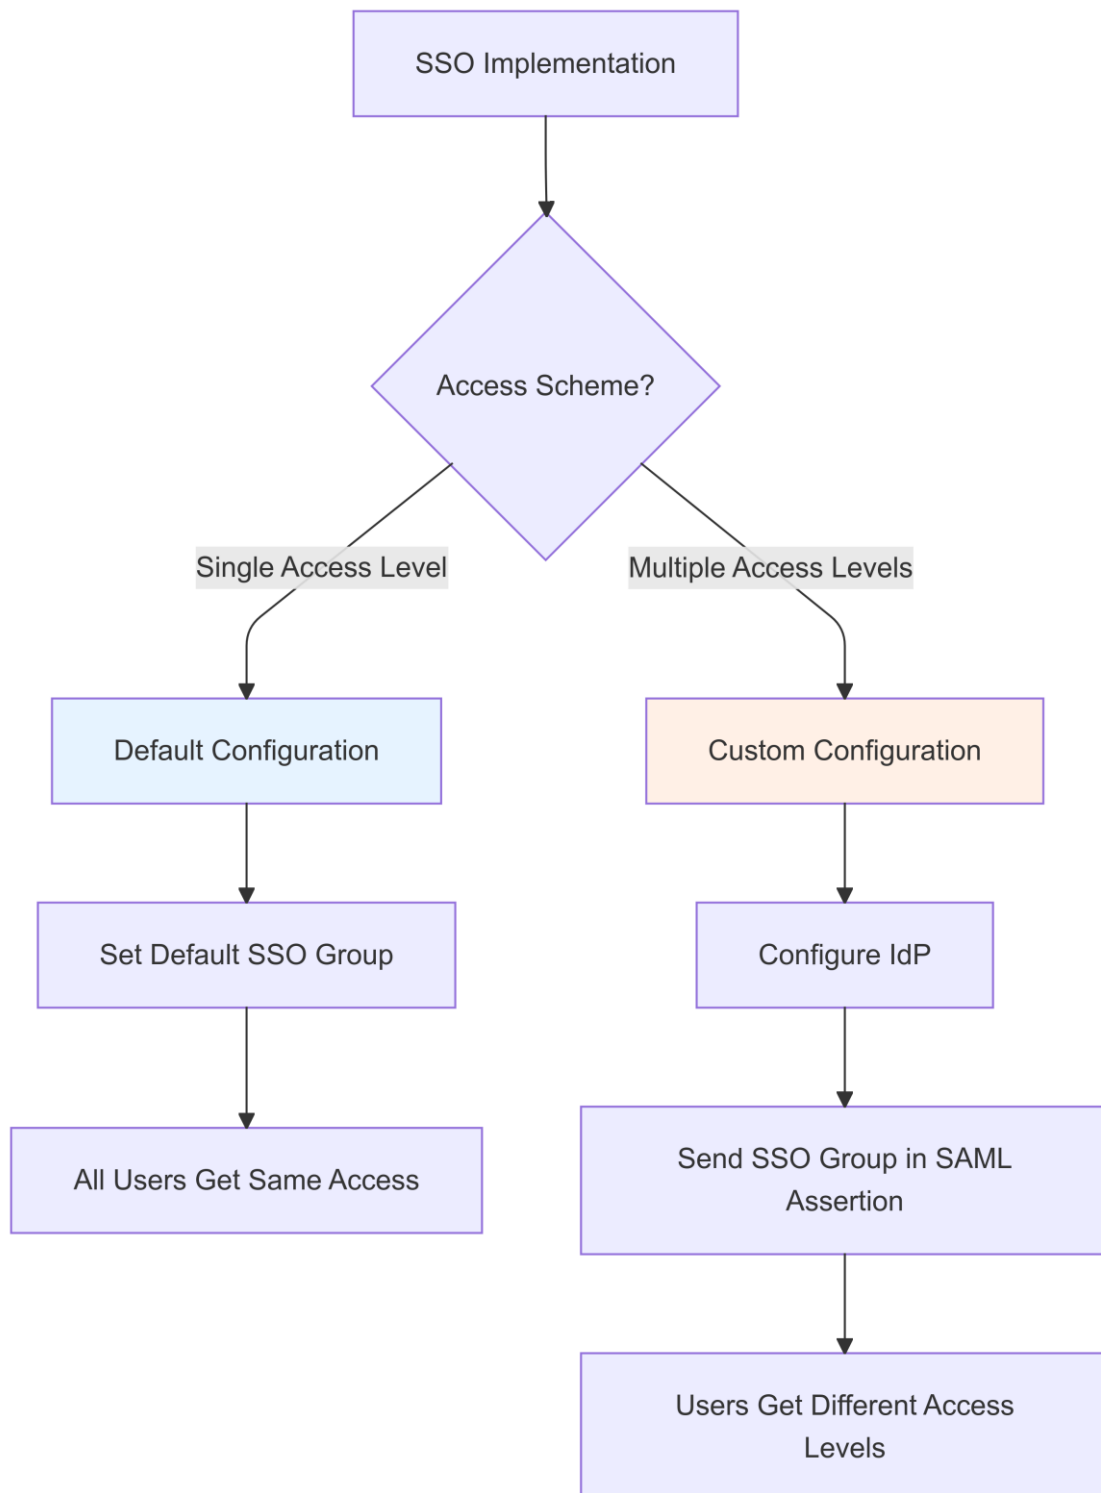 SSO Implementation
Access Scheme?
Single Access Level
Multiple Access Levels
Default Configuration
Custom Configuration
Set Default SSO Group
Configure IdP
All Users Get Same Access
Send SSO Group in SAML
Assertion
Users Get Different Access
Levels